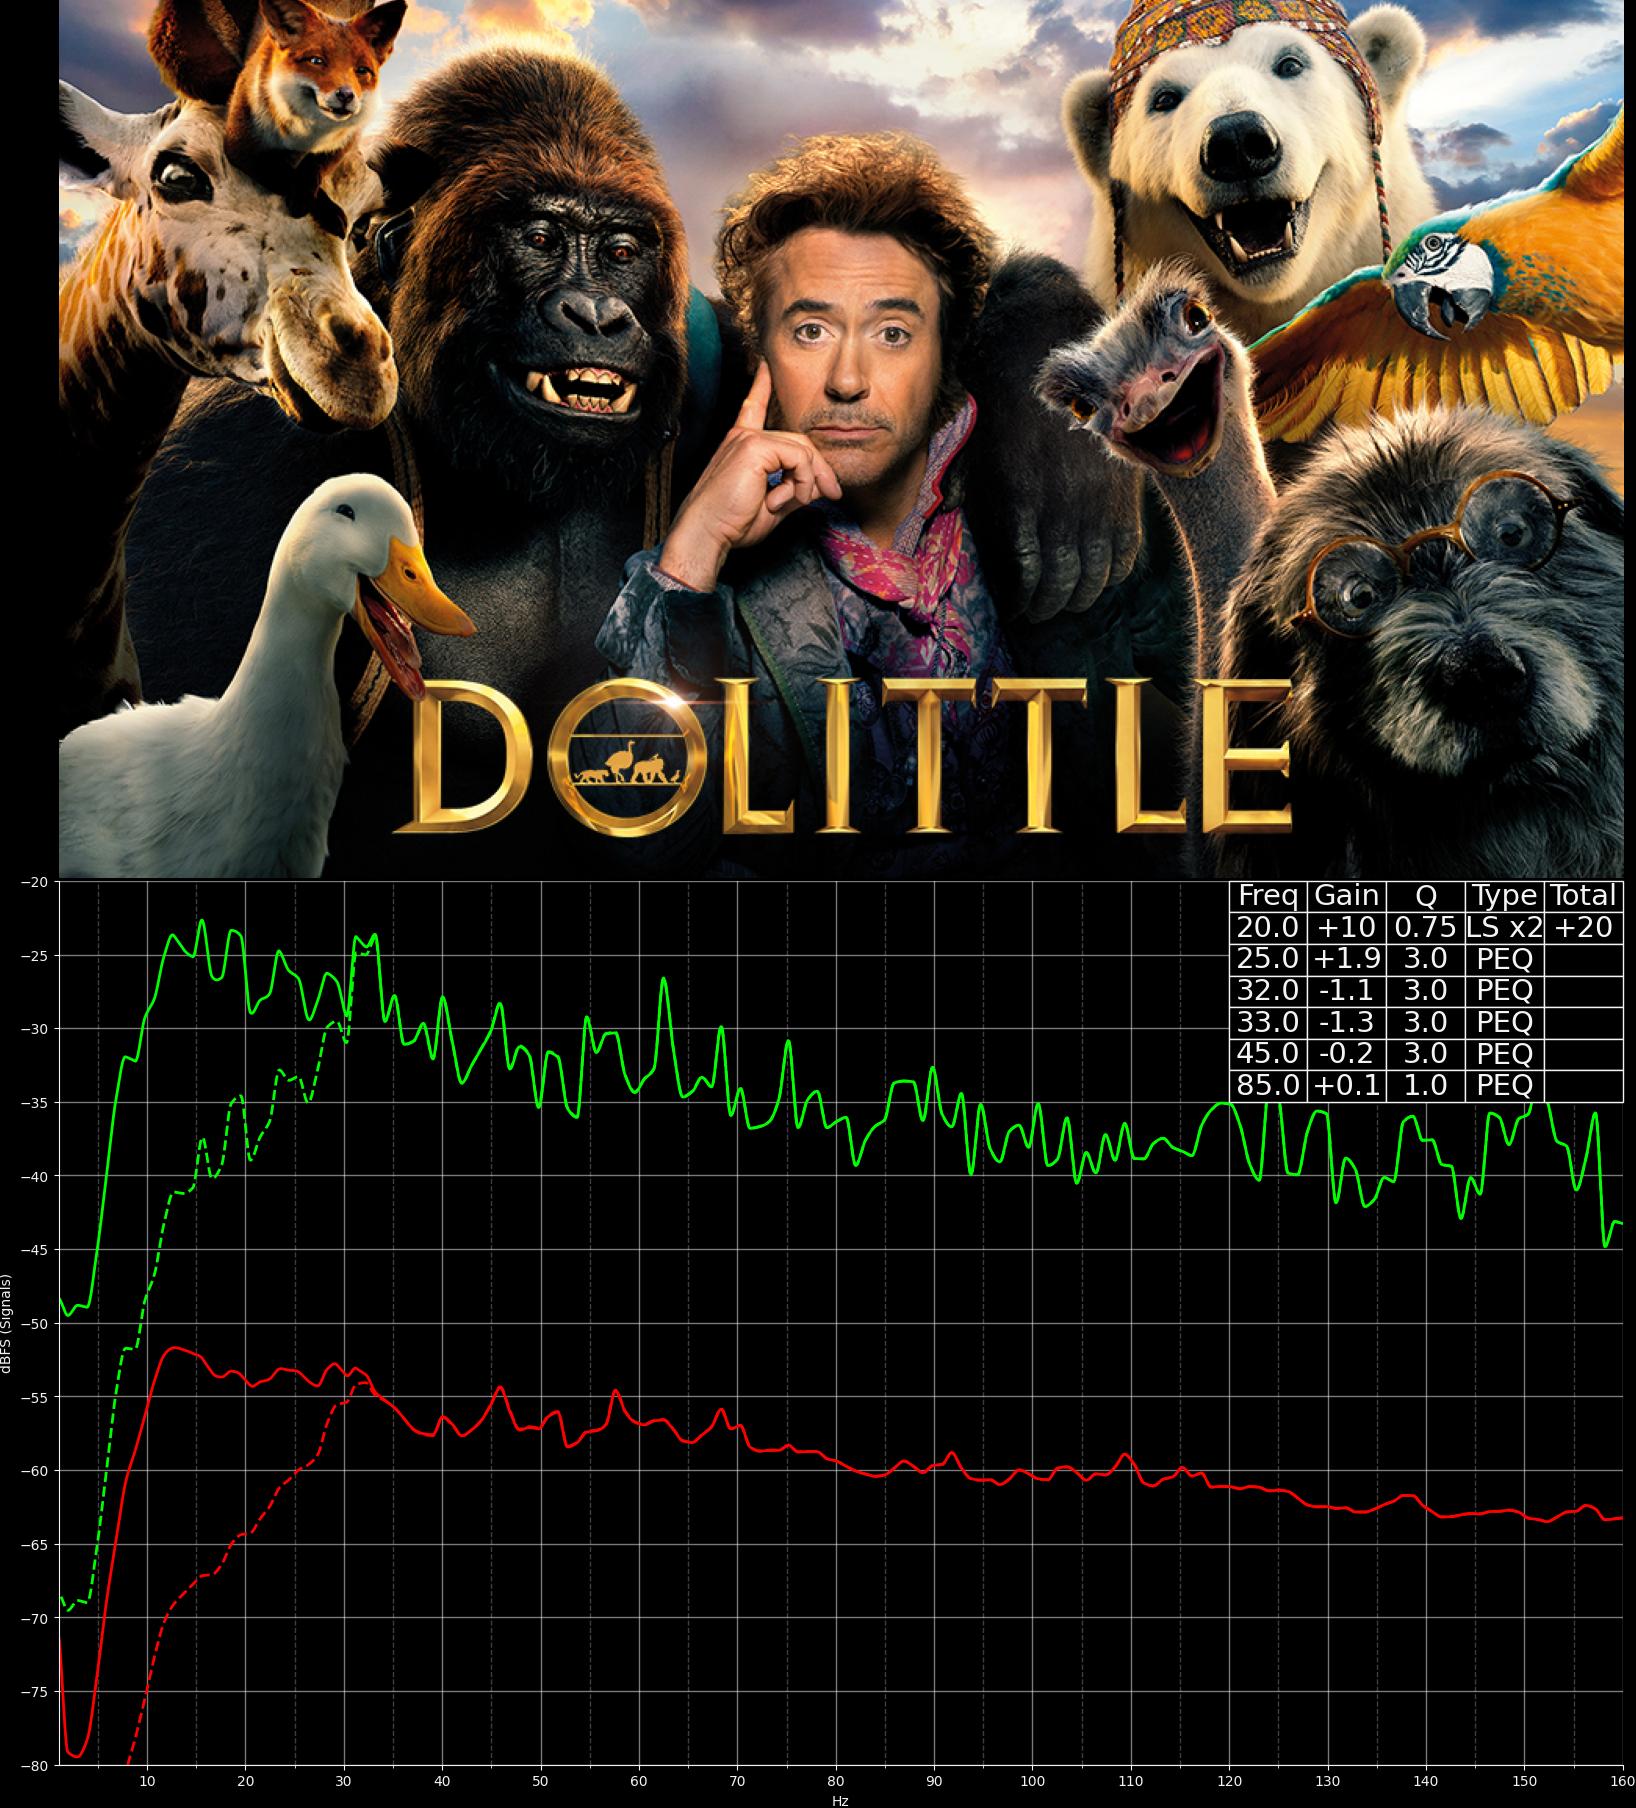 DOLITTLE
Freq Gain Q Type Total
20.0 +10 0.75 LS x2 +20
25.0 +1.9 3.0 PEQ
32.0 -1.1 3.0 PEQ
33.0 -1.3 3.0 PEQ
45.0 -0.2 3.0 PEQ
85.0 +0.1 1.0 PEQ
−20
−25
−30
−35
−40
−45
−50
−55
−60
−65
−70
−75
−80
dBFS (Signals)
10 20 30 40 50 60 70 80 90 100 110 120 130 140 150 160
Hz